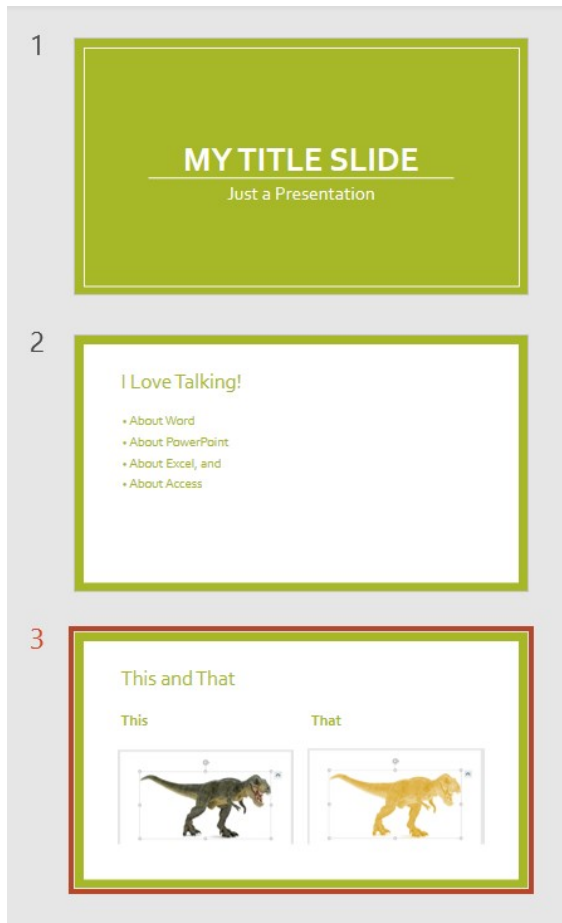 1
MY TITLE SLIDE
Just a Presentation
2
I Love Talking!
• About Word
• About PowerPoint
• About Excel, and
• About Access
3
This and That
This That